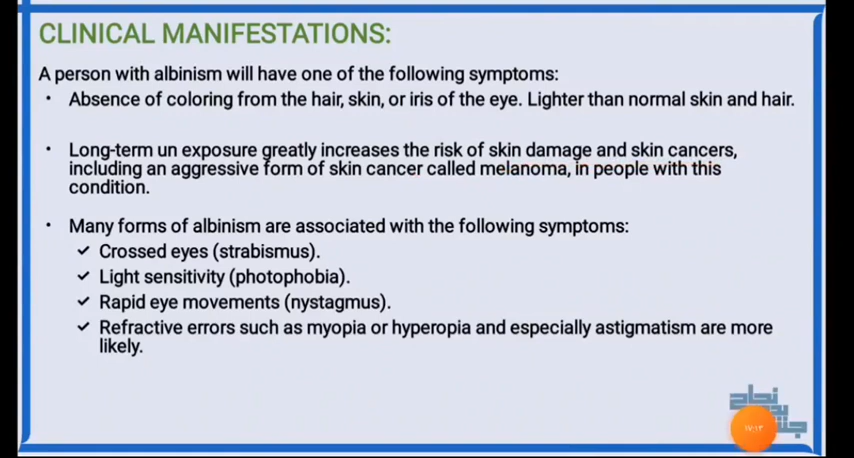 CLINICAL MANIFESTATIONS:
A person with albinism will have one of the following symptoms:
• Absence of coloring from the hair, skin, or iris of the eye. Lighter than normal skin and hair.
• Long-term un exposure greatly increases the risk of skin damage and skin cancers,
including an aggressive form of skin cancer called melanoma, in people with this
condition.
• Many forms of albinism are associated with the following symptoms:
✓ Crossed eyes (strabismus).
✓ Light sensitivity (photophobia).
✓ Rapid eye movements (nystagmus).
✓ Refractive errors such as myopia or hyperopia and especially astigmatism are more
likely.
نجاح
١٧:١٣